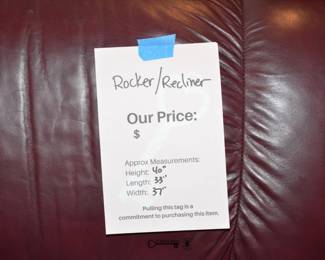 Rocker/Recliner
Our Price:
$
Approx Measurements:
Height: 40"
Length: 33"
Width: 37"
Pulling this tag is a
commitment to purchasing this item.